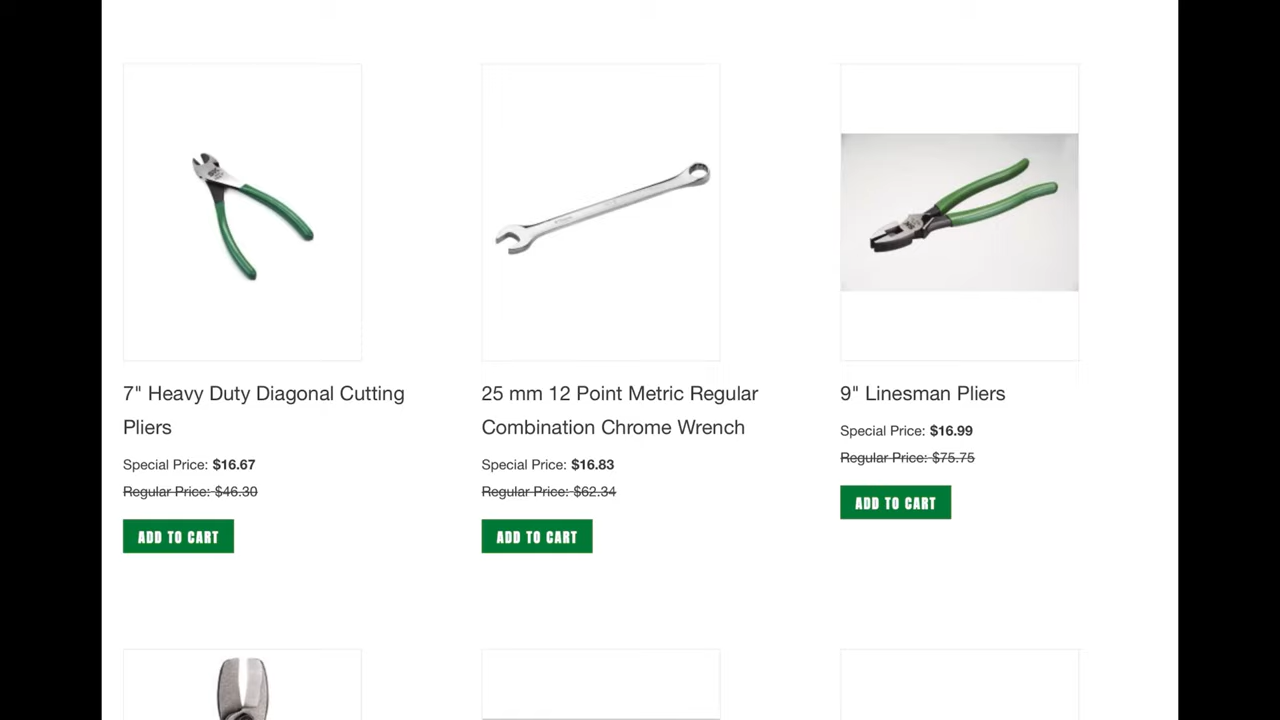 7" Heavy Duty Diagonal Cutting
Pliers
Special Price: $16.67
Regular Price: $46.30
ADD TO CART
25 mm 12 Point Metric Regular
Combination Chrome Wrench
Special Price: $16.83
Regular Price: $62.34
ADD TO CART
9" Linesman Pliers
Special Price: $16.99
Regular Price: $75.75
ADD TO CART